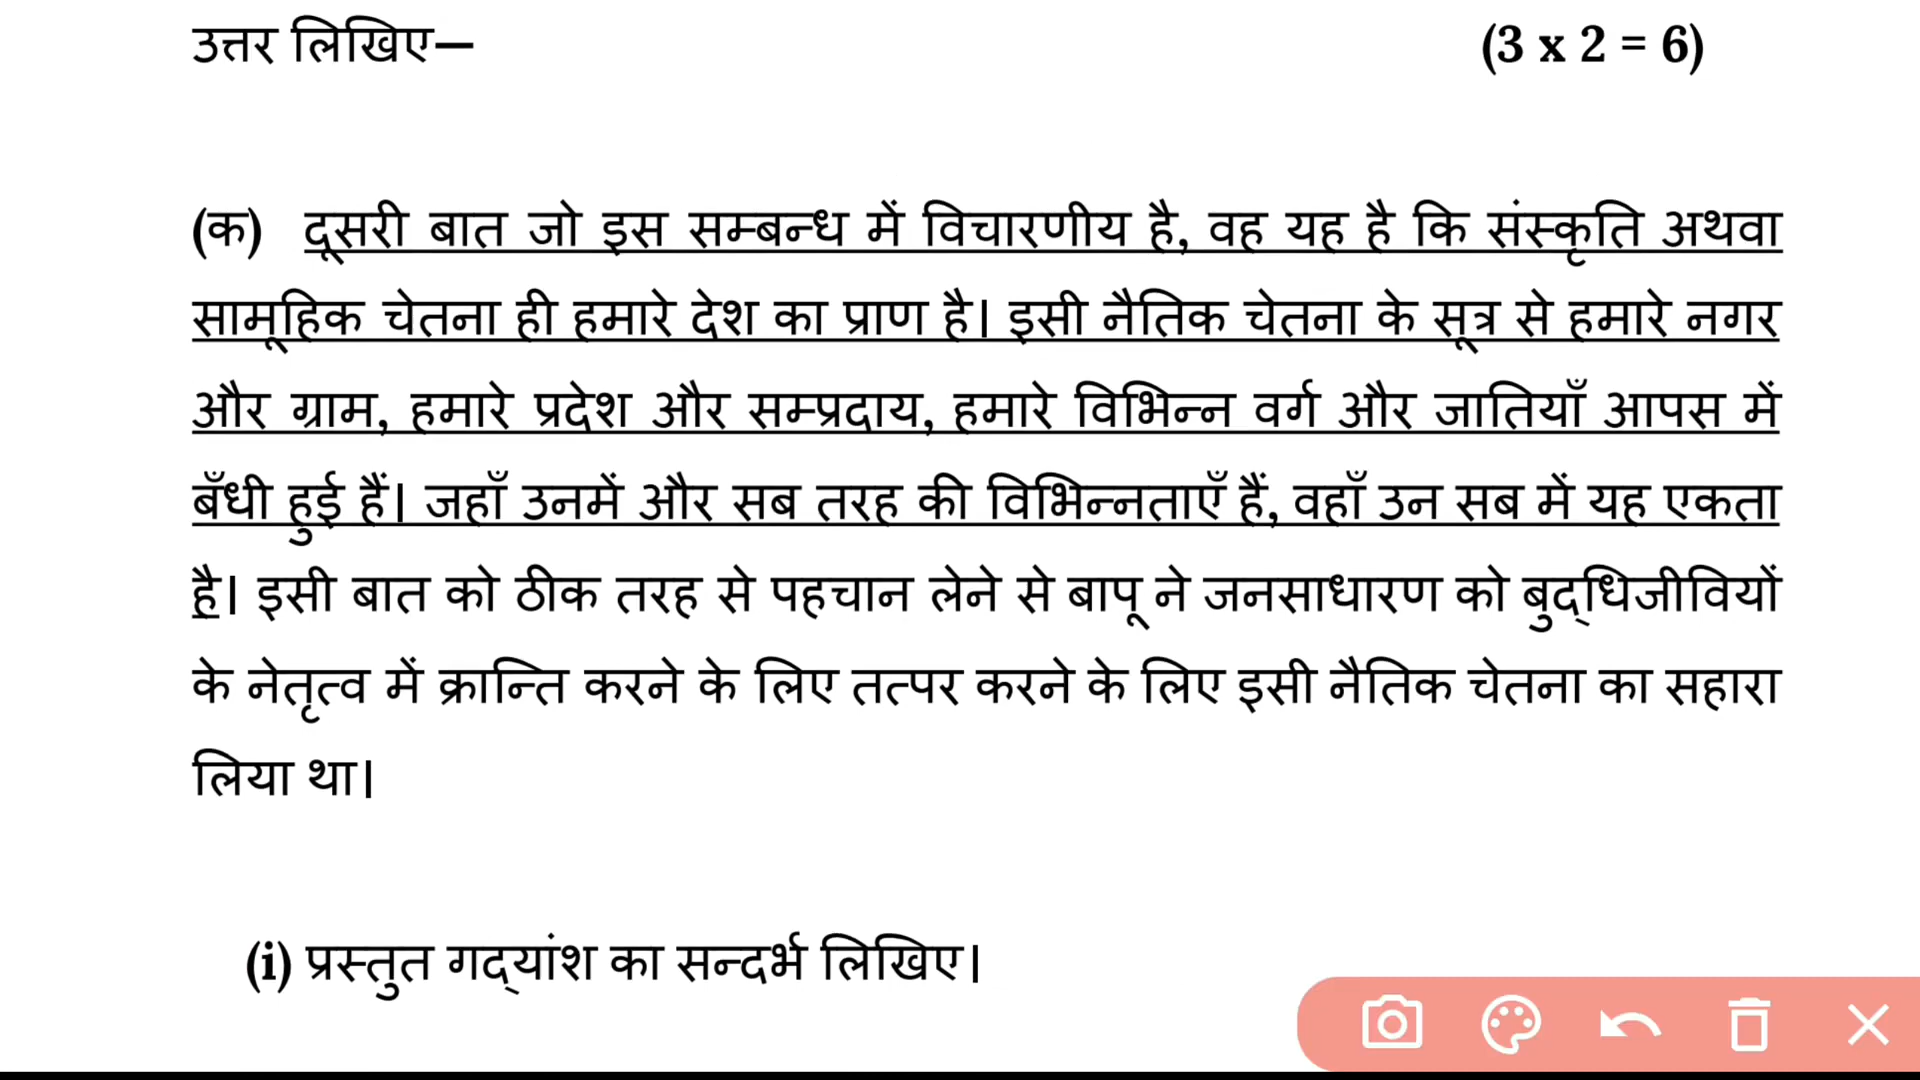 उत्तर लिखिए— (3 x 2 = 6)
(क) दूसरी बात जो इस सम्बन्ध में विचारणीय है, वह यह है कि संस्कृति अथवा
सामूहिक चेतना ही हमारे देश का प्राण है। इसी नैतिक चेतना के सूत्र से हमारे नगर
और ग्राम, हमारे प्रदेश और सम्प्रदाय, हमारे विभिन्न वर्ग और जातियाँ आपस में
बँधी हुई हैं। जहाँ उनमें और सब तरह की विभिन्नताएँ हैं, वहाँ उन सब में यह एकता
है। इसी बात को ठीक तरह से पहचान लेने से बापू ने जनसाधारण को बुद्‌धिजीवियों
के नेतृत्व में क्रान्ति करने के लिए तत्पर करने के लिए इसी नैतिक चेतना का सहारा
लिया था।
(i) प्रस्तुत गद्‌यांश का सन्दर्भ लिखिए।